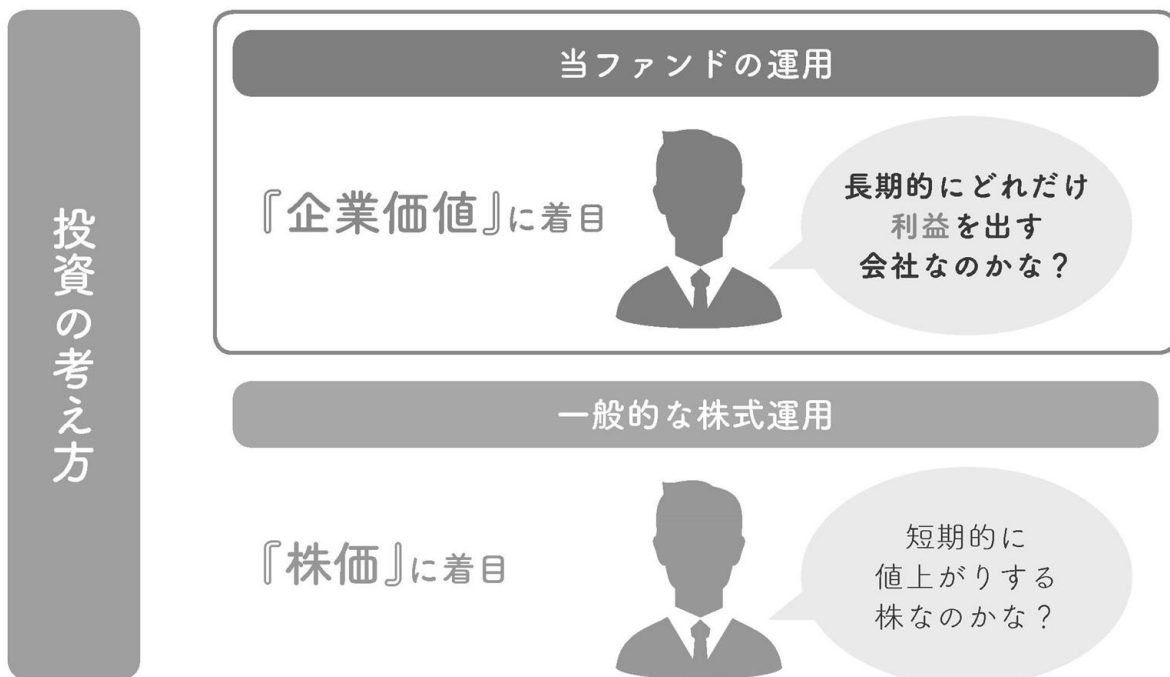 投資の考え方
当ファンドの運用
『企業価値』に着目
長期的にどれだけ
利益を出す
会社なのかな？
一般的な株式運用
『株価』に着目
短期的に
値上がりする
株なのかな？